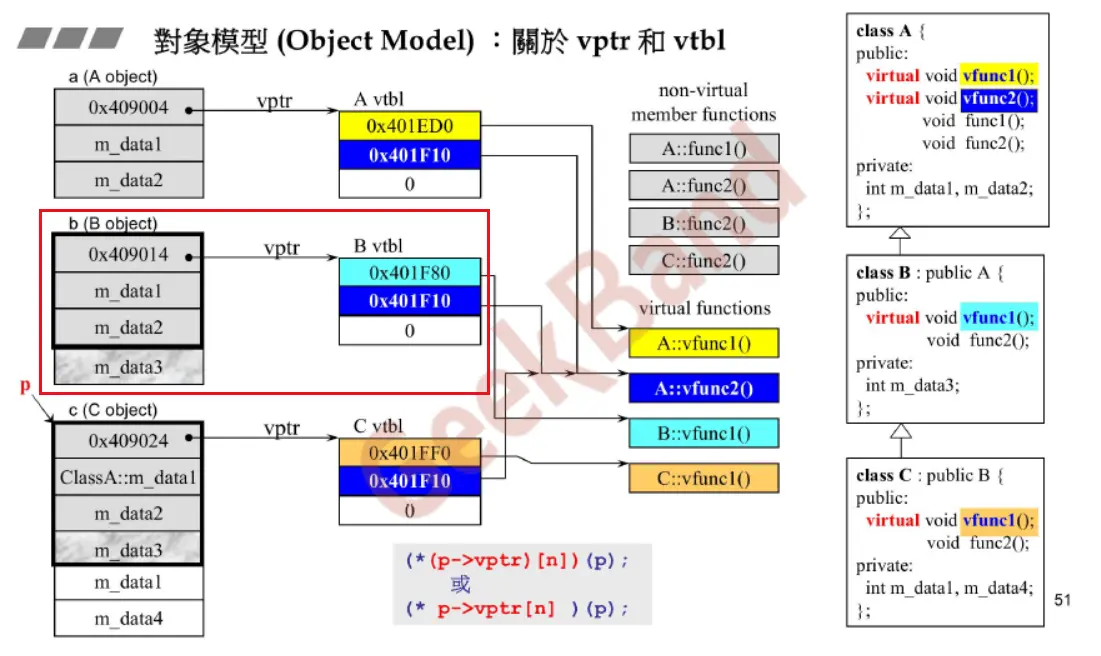 對象模型 (Object Model) ：關於 vptr 和 vtbl
a (A object)
0x409004
m_data1
m_data2
vptr
A vtbl
0x401ED0
0x401F10
0
b (B object)
0x409014
m_data1
m_data2
m_data3
vptr
B vtbl
0x401F80
0x401F10
0
p
c (C object)
0x409024
ClassA::m_data1
m_data2
m_data3
m_data1
m_data4
vptr
C vtbl
0x401FF0
0x401F10
0
non-virtual
member functions
A::func1()
A::func2()
B::func2()
C::func2()
virtual functions
A::vfunc1()
A::vfunc2()
B::vfunc1()
C::vfunc1()
(*(p->vptr)[n])(p);
或
(* p->vptr[n] )(p);
class A {
public:
virtual void vfunc1();
virtual void vfunc2();
void func1();
void func2();
private:
int m_data1, m_data2;
};
class B : public A {
public:
virtual void vfunc1();
void func2();
private:
int m_data3;
};
class C : public B {
public:
virtual void vfunc1();
void func2();
private:
int m_data1, m_data4;
};
51
GeekBand